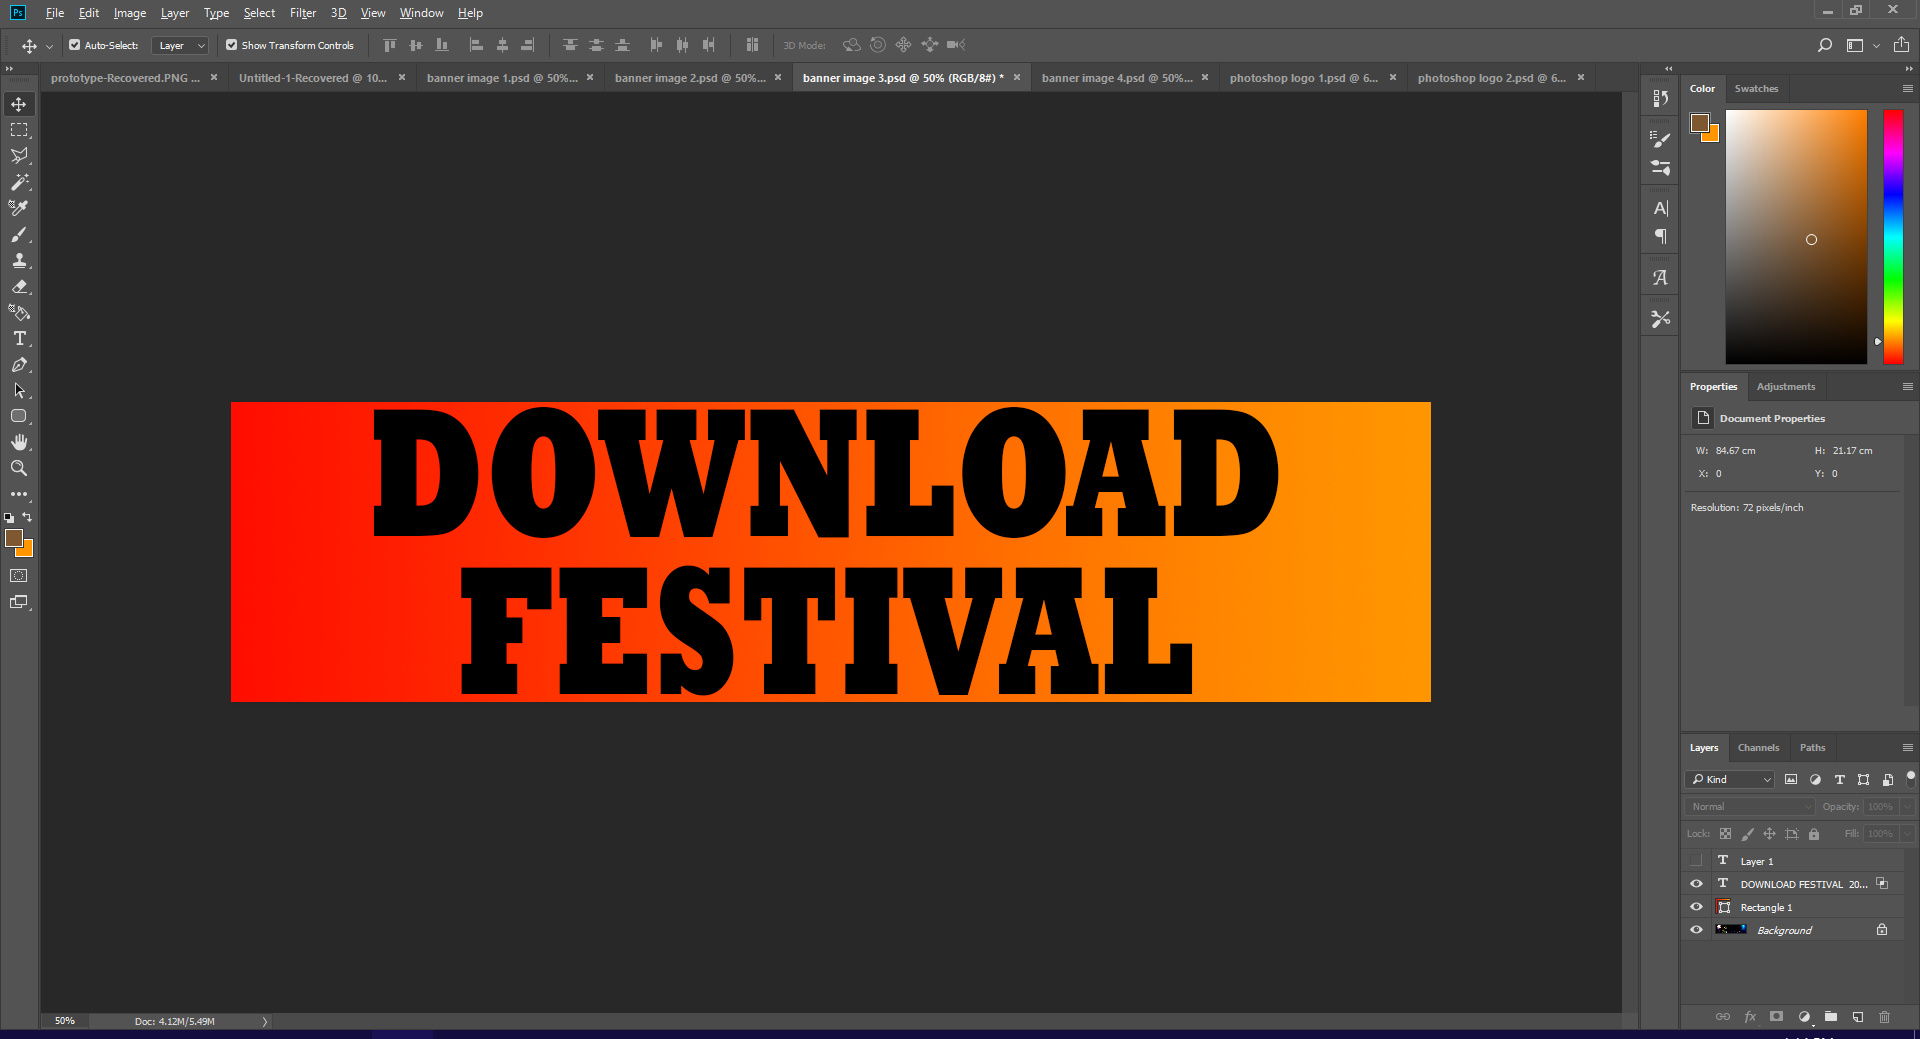 Ps File Edit Image Layer Type Select Filter 3D View Window Help
Auto-Select: Layer Show Transform Controls 3D Mode:
prototype-Recovered.PNG ... × Untitled-1-Recovered @ 10... × banner image 1.psd @ 50%... × banner image 2.psd @ 50%... × banner image 3.psd @ 50% (RGB/8#) * × banner image 4.psd @ 50%... × photoshop logo 1.psd @ 6... × photoshop logo 2.psd @ 6... ×
Color Swatches
DOWNLOAD
FESTIVAL
Properties Adjustments
Document Properties
W: 84.67 cm H: 21.17 cm
X: 0 Y: 0
Resolution: 72 pixels/inch
Layers Channels Paths
Kind
Normal Opacity: 100%
Lock: Fill: 100%
Layer 1
DOWNLOAD FESTIVAL 20...
Rectangle 1
Background
50% Doc: 4.12M/5.49M